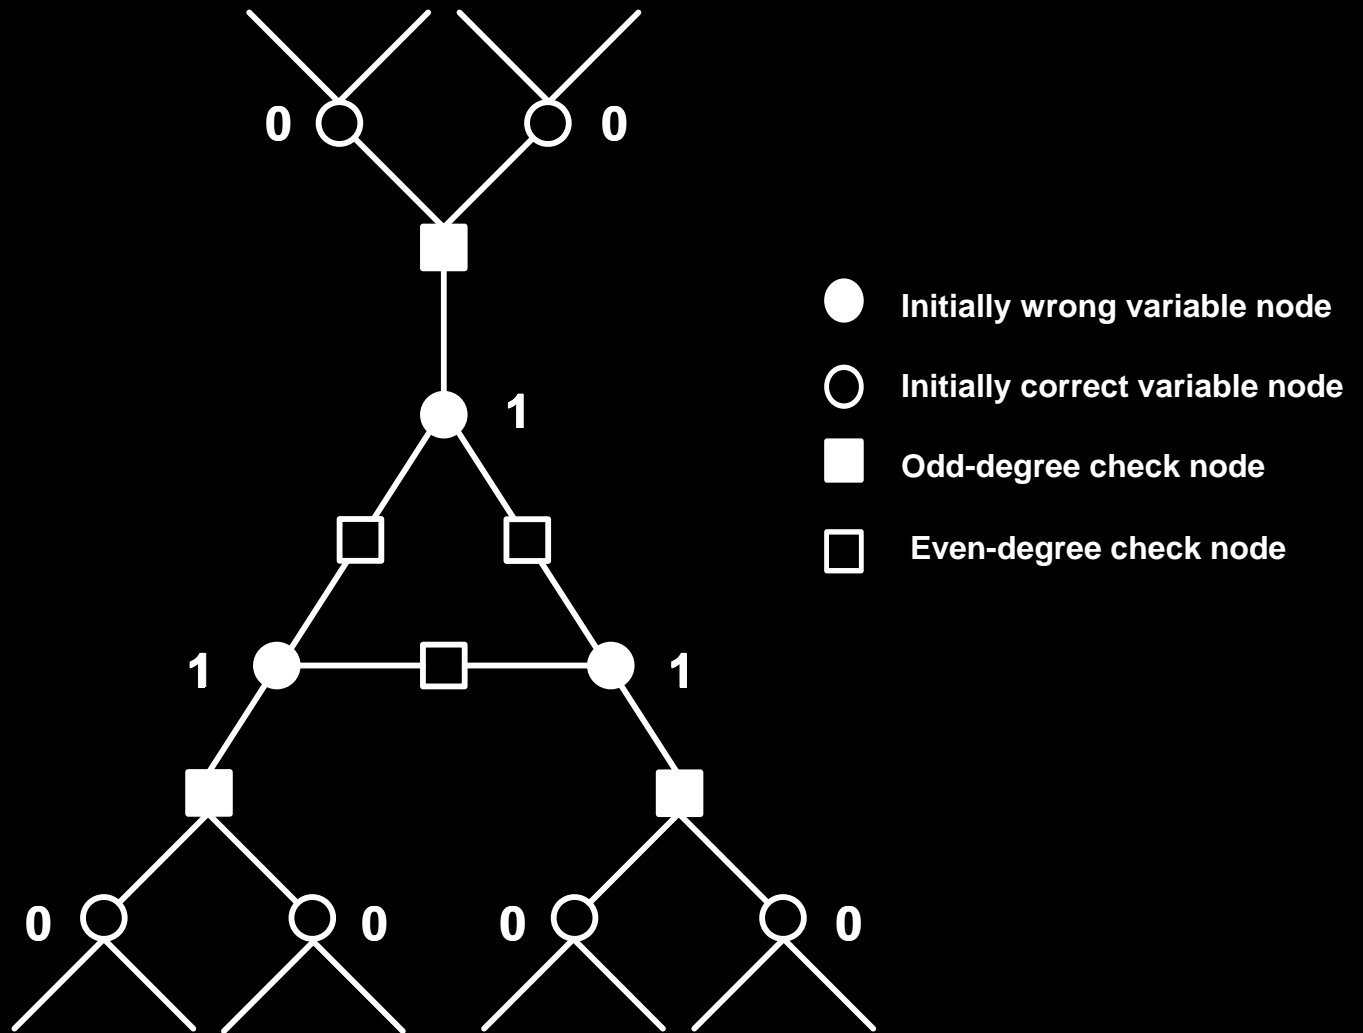 0 0
1
Initially wrong variable node
Initially correct variable node
Odd-degree check node
Even-degree check node
1 1
0 0 0 0